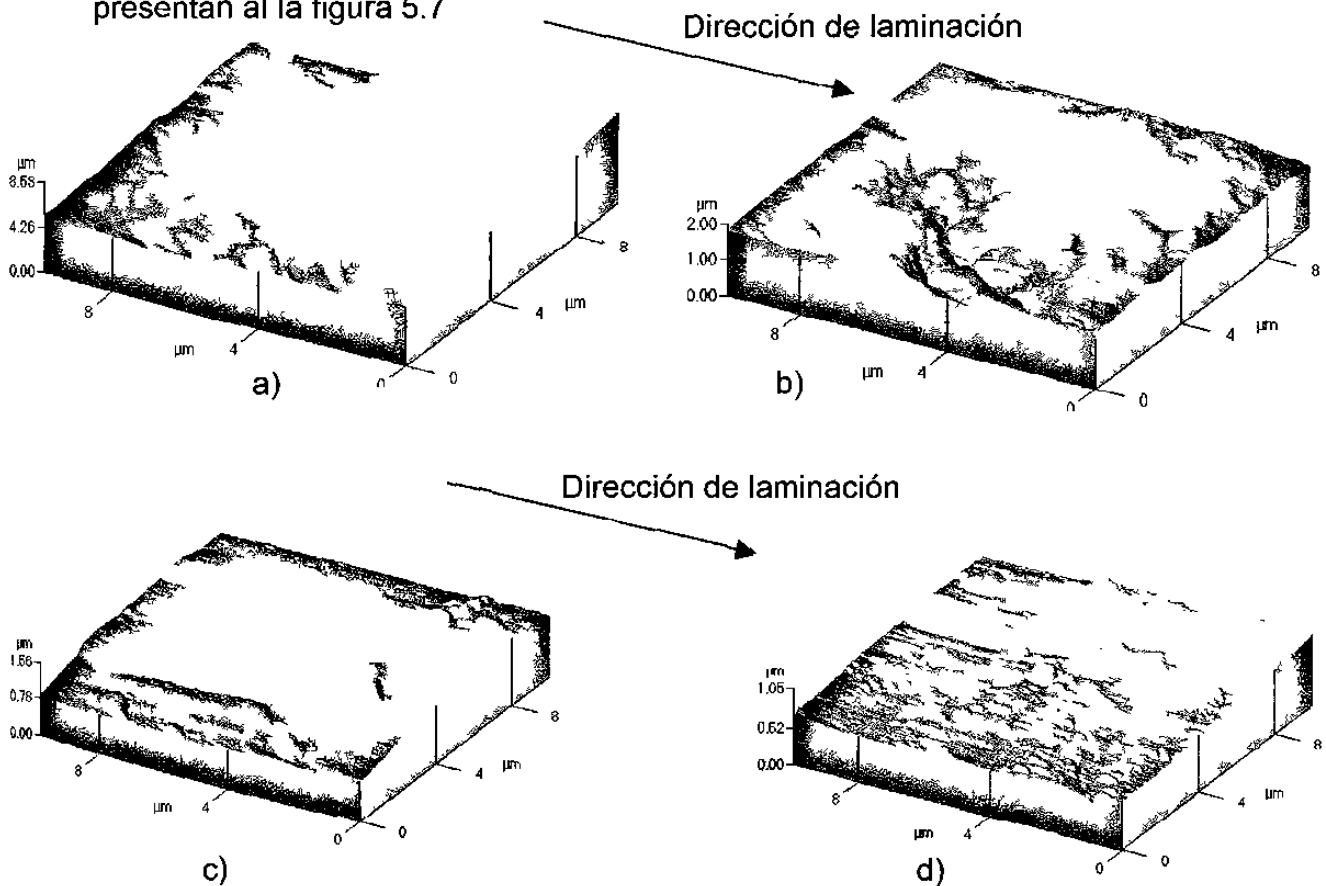 presentan al la figura 5.7
Dirección de laminación
µm
8.53
4.26
0.00
8
µm
4
0
0
4
µm
8
a)
µm
2.00
1.00
0.00
8
µm
4
0
0
4
µm
8
b)
Dirección de laminación
µm
1.56
0.78
0.00
8
µm
4
0
0
4
µm
8
c)
µm
1.05
0.52
0.00
8
µm
4
0
0
4
µm
8
d)